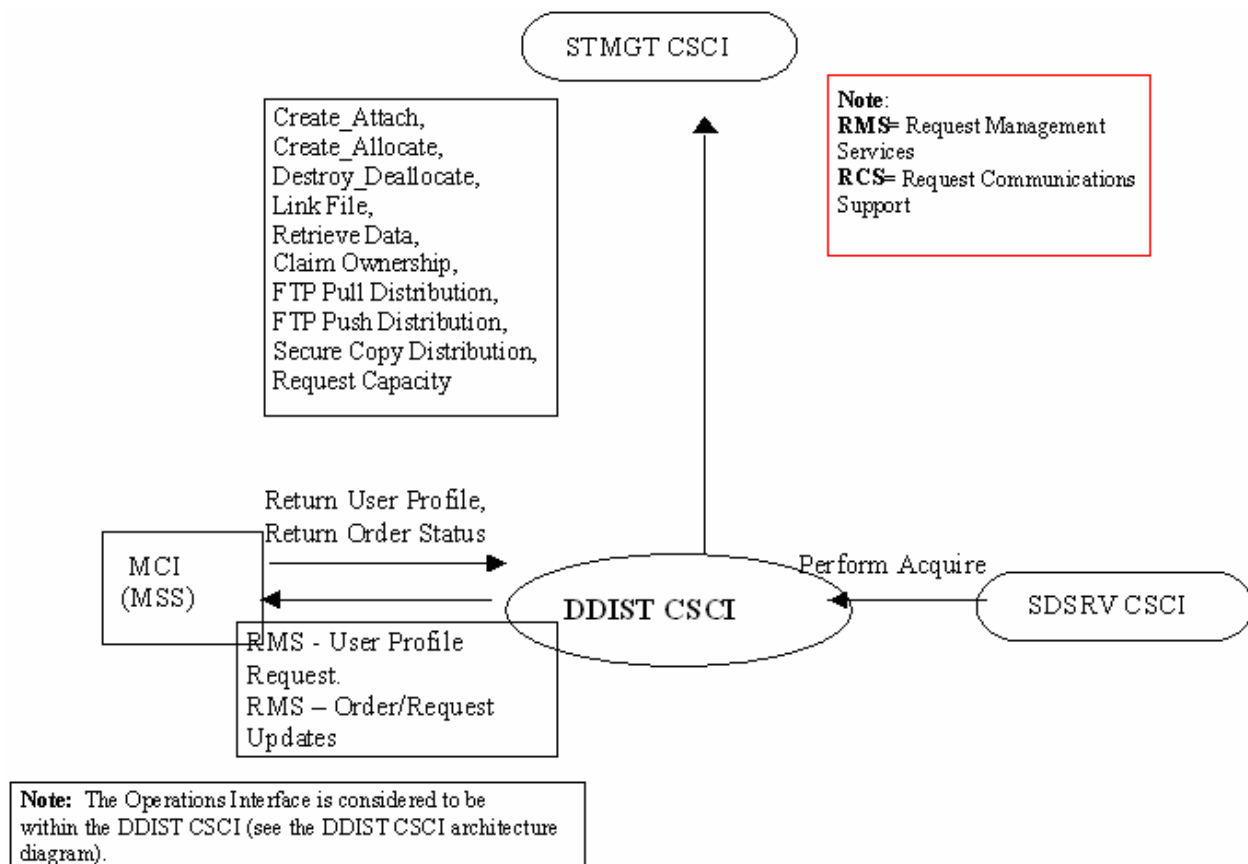 STMGT CSCI
Create_Attach,
Create_Allocate,
Destroy_Deallocate,
Link File,
Retrieve Data,
Claim Ownership,
FTP Pull Distribution,
FTP Push Distribution,
Secure Copy Distribution,
Request Capacity
Note:
RMS= Request Management
Services
RCS= Request Communications
Support
Return User Profile,
Return Order Status
MCI
(MSS)
DDIST CSCI
Perform Acquire
SDSRV CSCI
RMS - User Profile
Request.
RMS – Order/Request
Updates
Note: The Operations Interface is considered to be
within the DDIST CSCI (see the DDIST CSCI architecture
diagram).